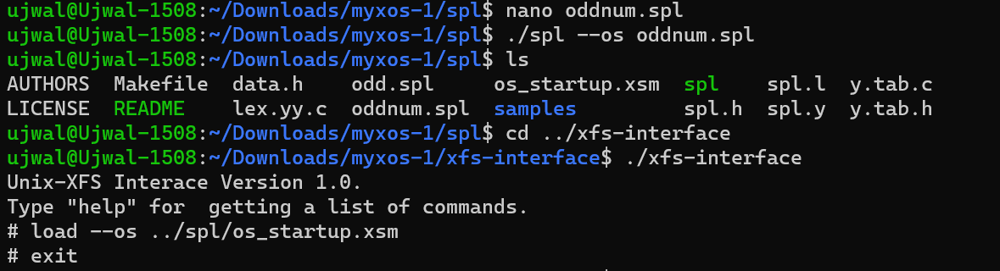 ujwal@Ujwal-1508:~/Downloads/myxos-1/spl$ nano oddnum.spl
ujwal@Ujwal-1508:~/Downloads/myxos-1/spl$ ./spl --os oddnum.spl
ujwal@Ujwal-1508:~/Downloads/myxos-1/spl$ ls
AUTHORS  Makefile  data.h    odd.spl     os_startup.xsm  spl    spl.l  y.tab.c
LICENSE  README    lex.yy.c  oddnum.spl  samples         spl.h  spl.y  y.tab.h
ujwal@Ujwal-1508:~/Downloads/myxos-1/spl$ cd ../xfs-interface
ujwal@Ujwal-1508:~/Downloads/myxos-1/xfs-interface$ ./xfs-interface
Unix-XFS Interace Version 1.0.
Type "help" for  getting a list of commands.
# load --os ../spl/os_startup.xsm
# exit